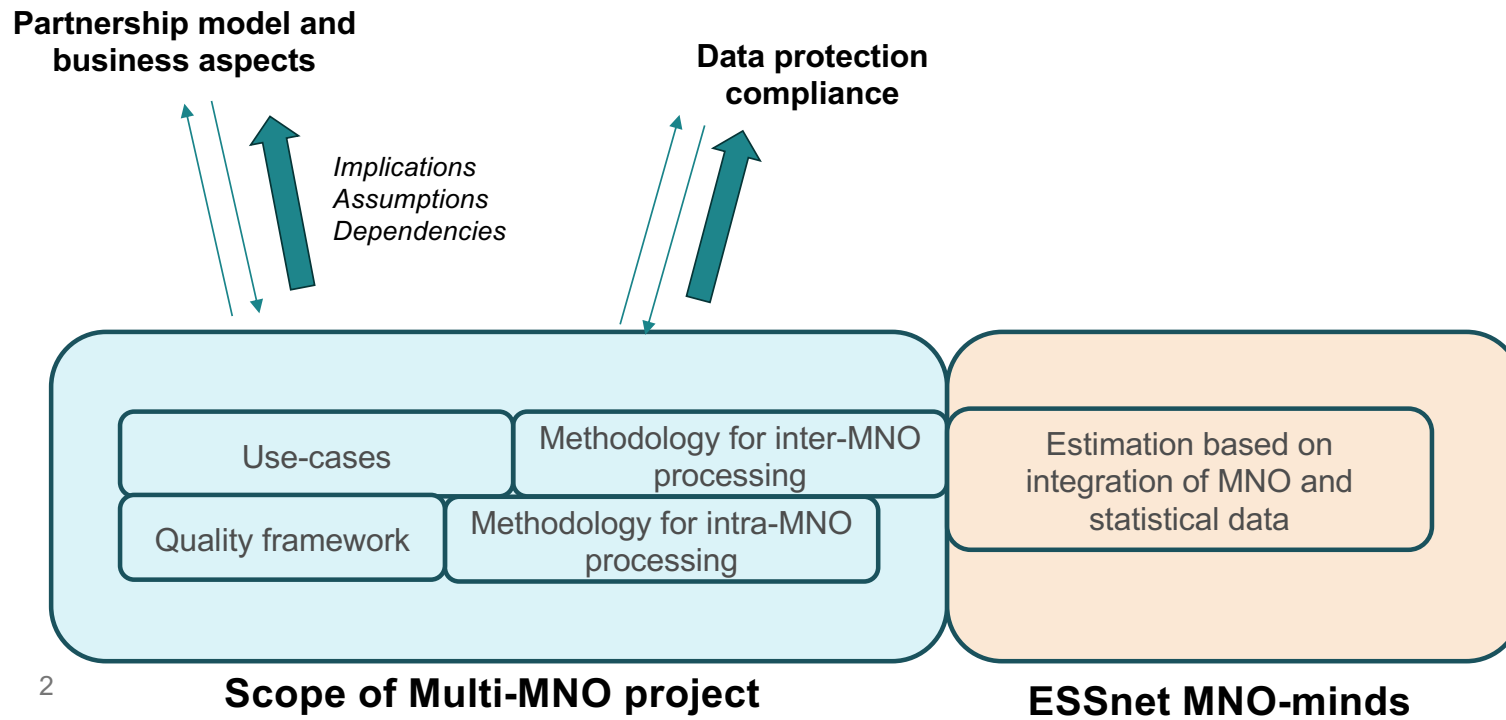 Partnership model and
business aspects
Data protection
compliance
Implications
Assumptions
Dependencies
Use-cases
Methodology for inter-MNO
processing
Quality framework
Methodology for intra-MNO
processing
Estimation based on
integration of MNO and
statistical data
2
Scope of Multi-MNO project
ESSnet MNO-minds